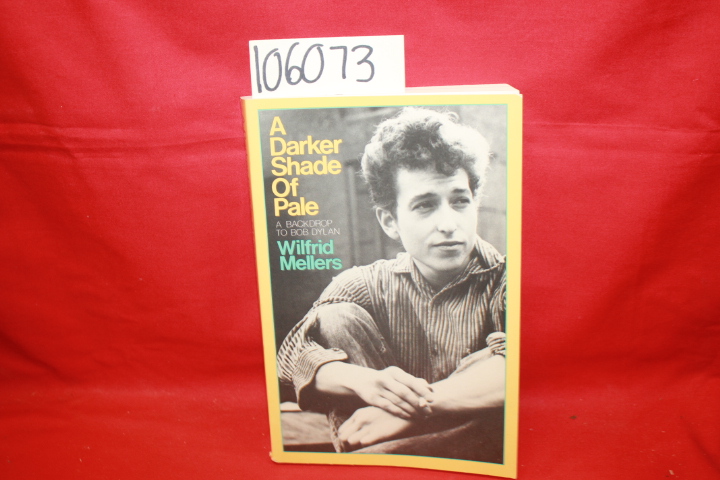 106073
A
Darker
Shade
Of
Pale
A BACKDROP
TO BOB DYLAN
Wilfrid
Mellers